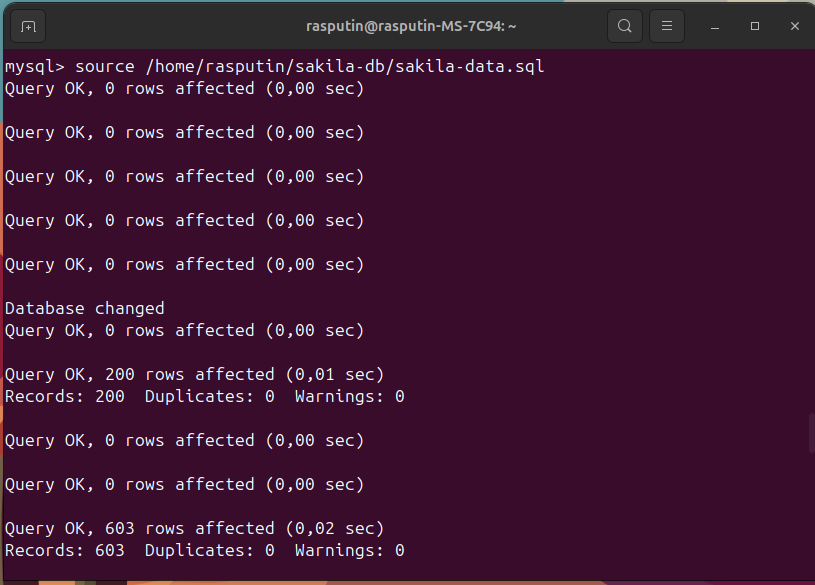 rasputin@rasputin-MS-7C94: ~
mysql> source /home/rasputin/sakila-db/sakila-data.sql
Query OK, 0 rows affected (0,00 sec)
Query OK, 0 rows affected (0,00 sec)
Query OK, 0 rows affected (0,00 sec)
Query OK, 0 rows affected (0,00 sec)
Query OK, 0 rows affected (0,00 sec)
Database changed
Query OK, 0 rows affected (0,00 sec)
Query OK, 200 rows affected (0,01 sec)
Records: 200  Duplicates: 0  Warnings: 0
Query OK, 0 rows affected (0,00 sec)
Query OK, 0 rows affected (0,00 sec)
Query OK, 603 rows affected (0,02 sec)
Records: 603  Duplicates: 0  Warnings: 0